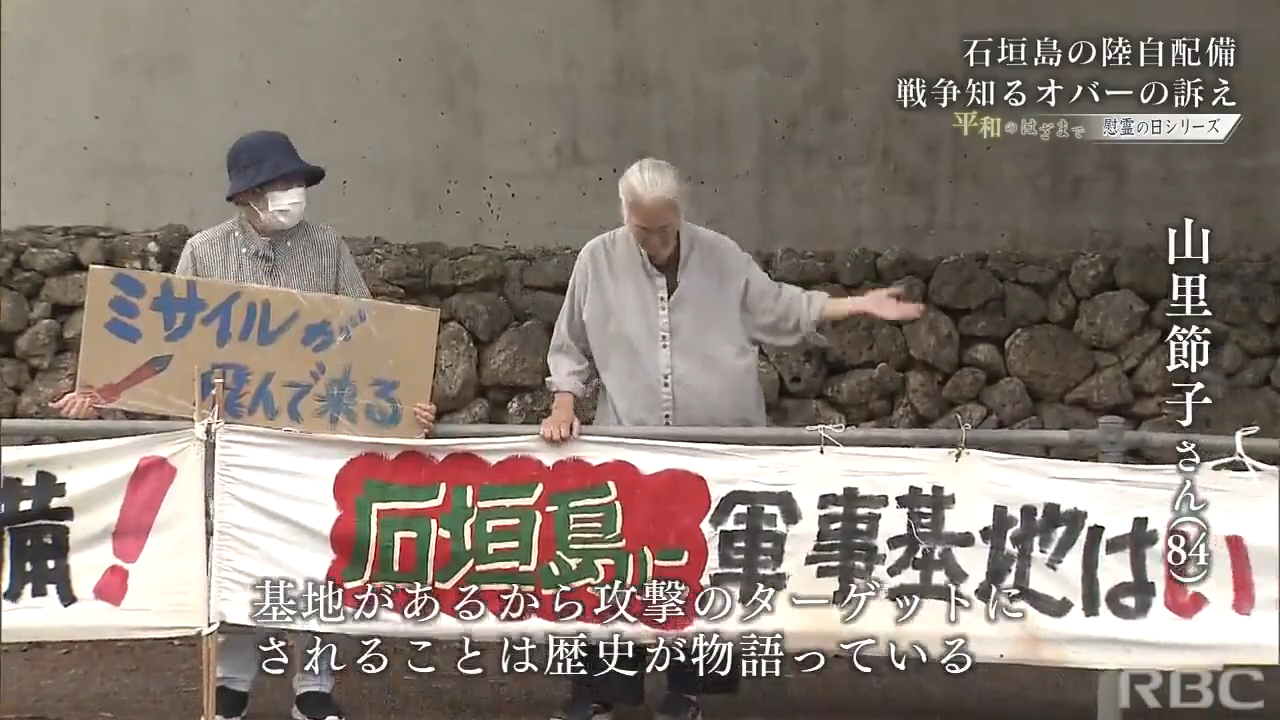 石垣島の陸自配備
戦争知るオバーの訴え
平和のはざまで 慰霊の日シリーズ
山里節子さん(84)
ミサイルが
飛んで来る
備!
石垣島に軍事基地はい
基地があるから攻撃のターゲットに
されることは歴史が物語っている
RBC